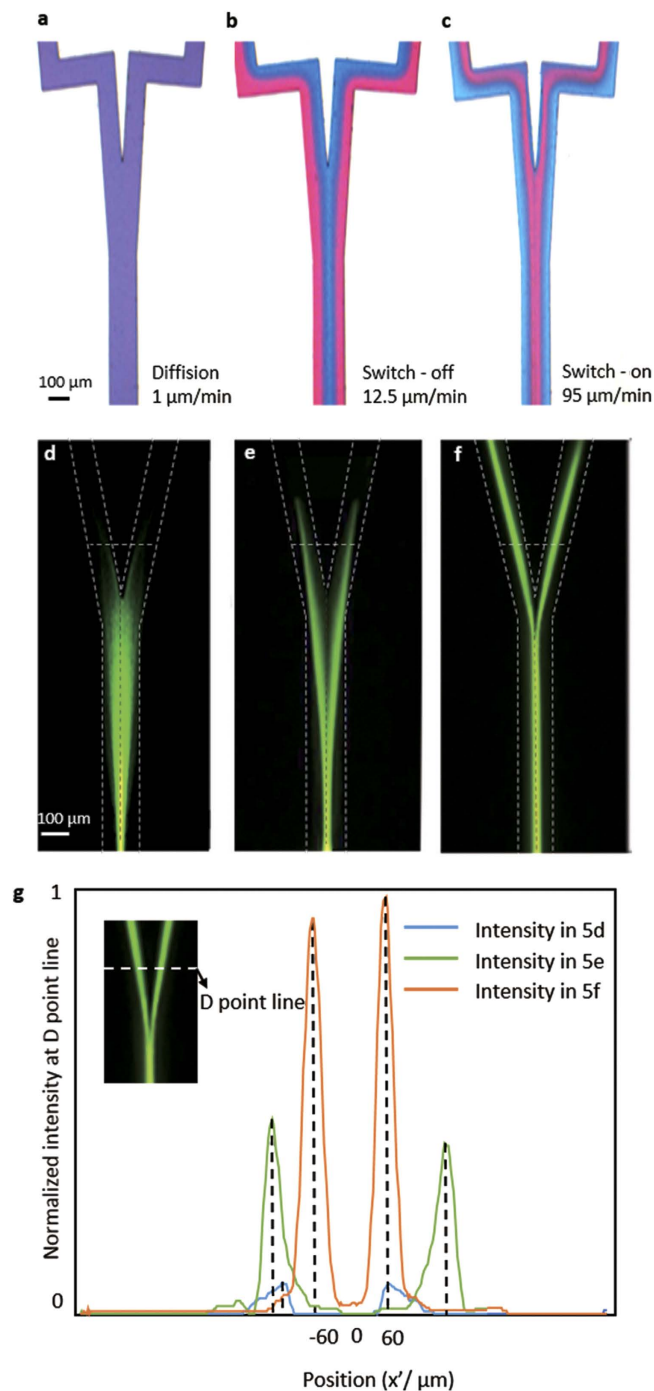 a
b
c
100 μm
Diffision
1 μm/min
Switch - off
12.5 μm/min
Switch - on
95 μm/min
d
e
f
100 μm
g
1
Intensity in 5d
Intensity in 5e
Intensity in 5f
D point line
Normalized intensity at D point line
0
-60 0 60
Position (x'/ μm)